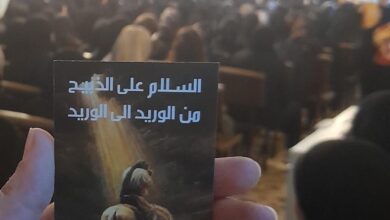 السلام على الذبيح
من الوريد الى الوريد